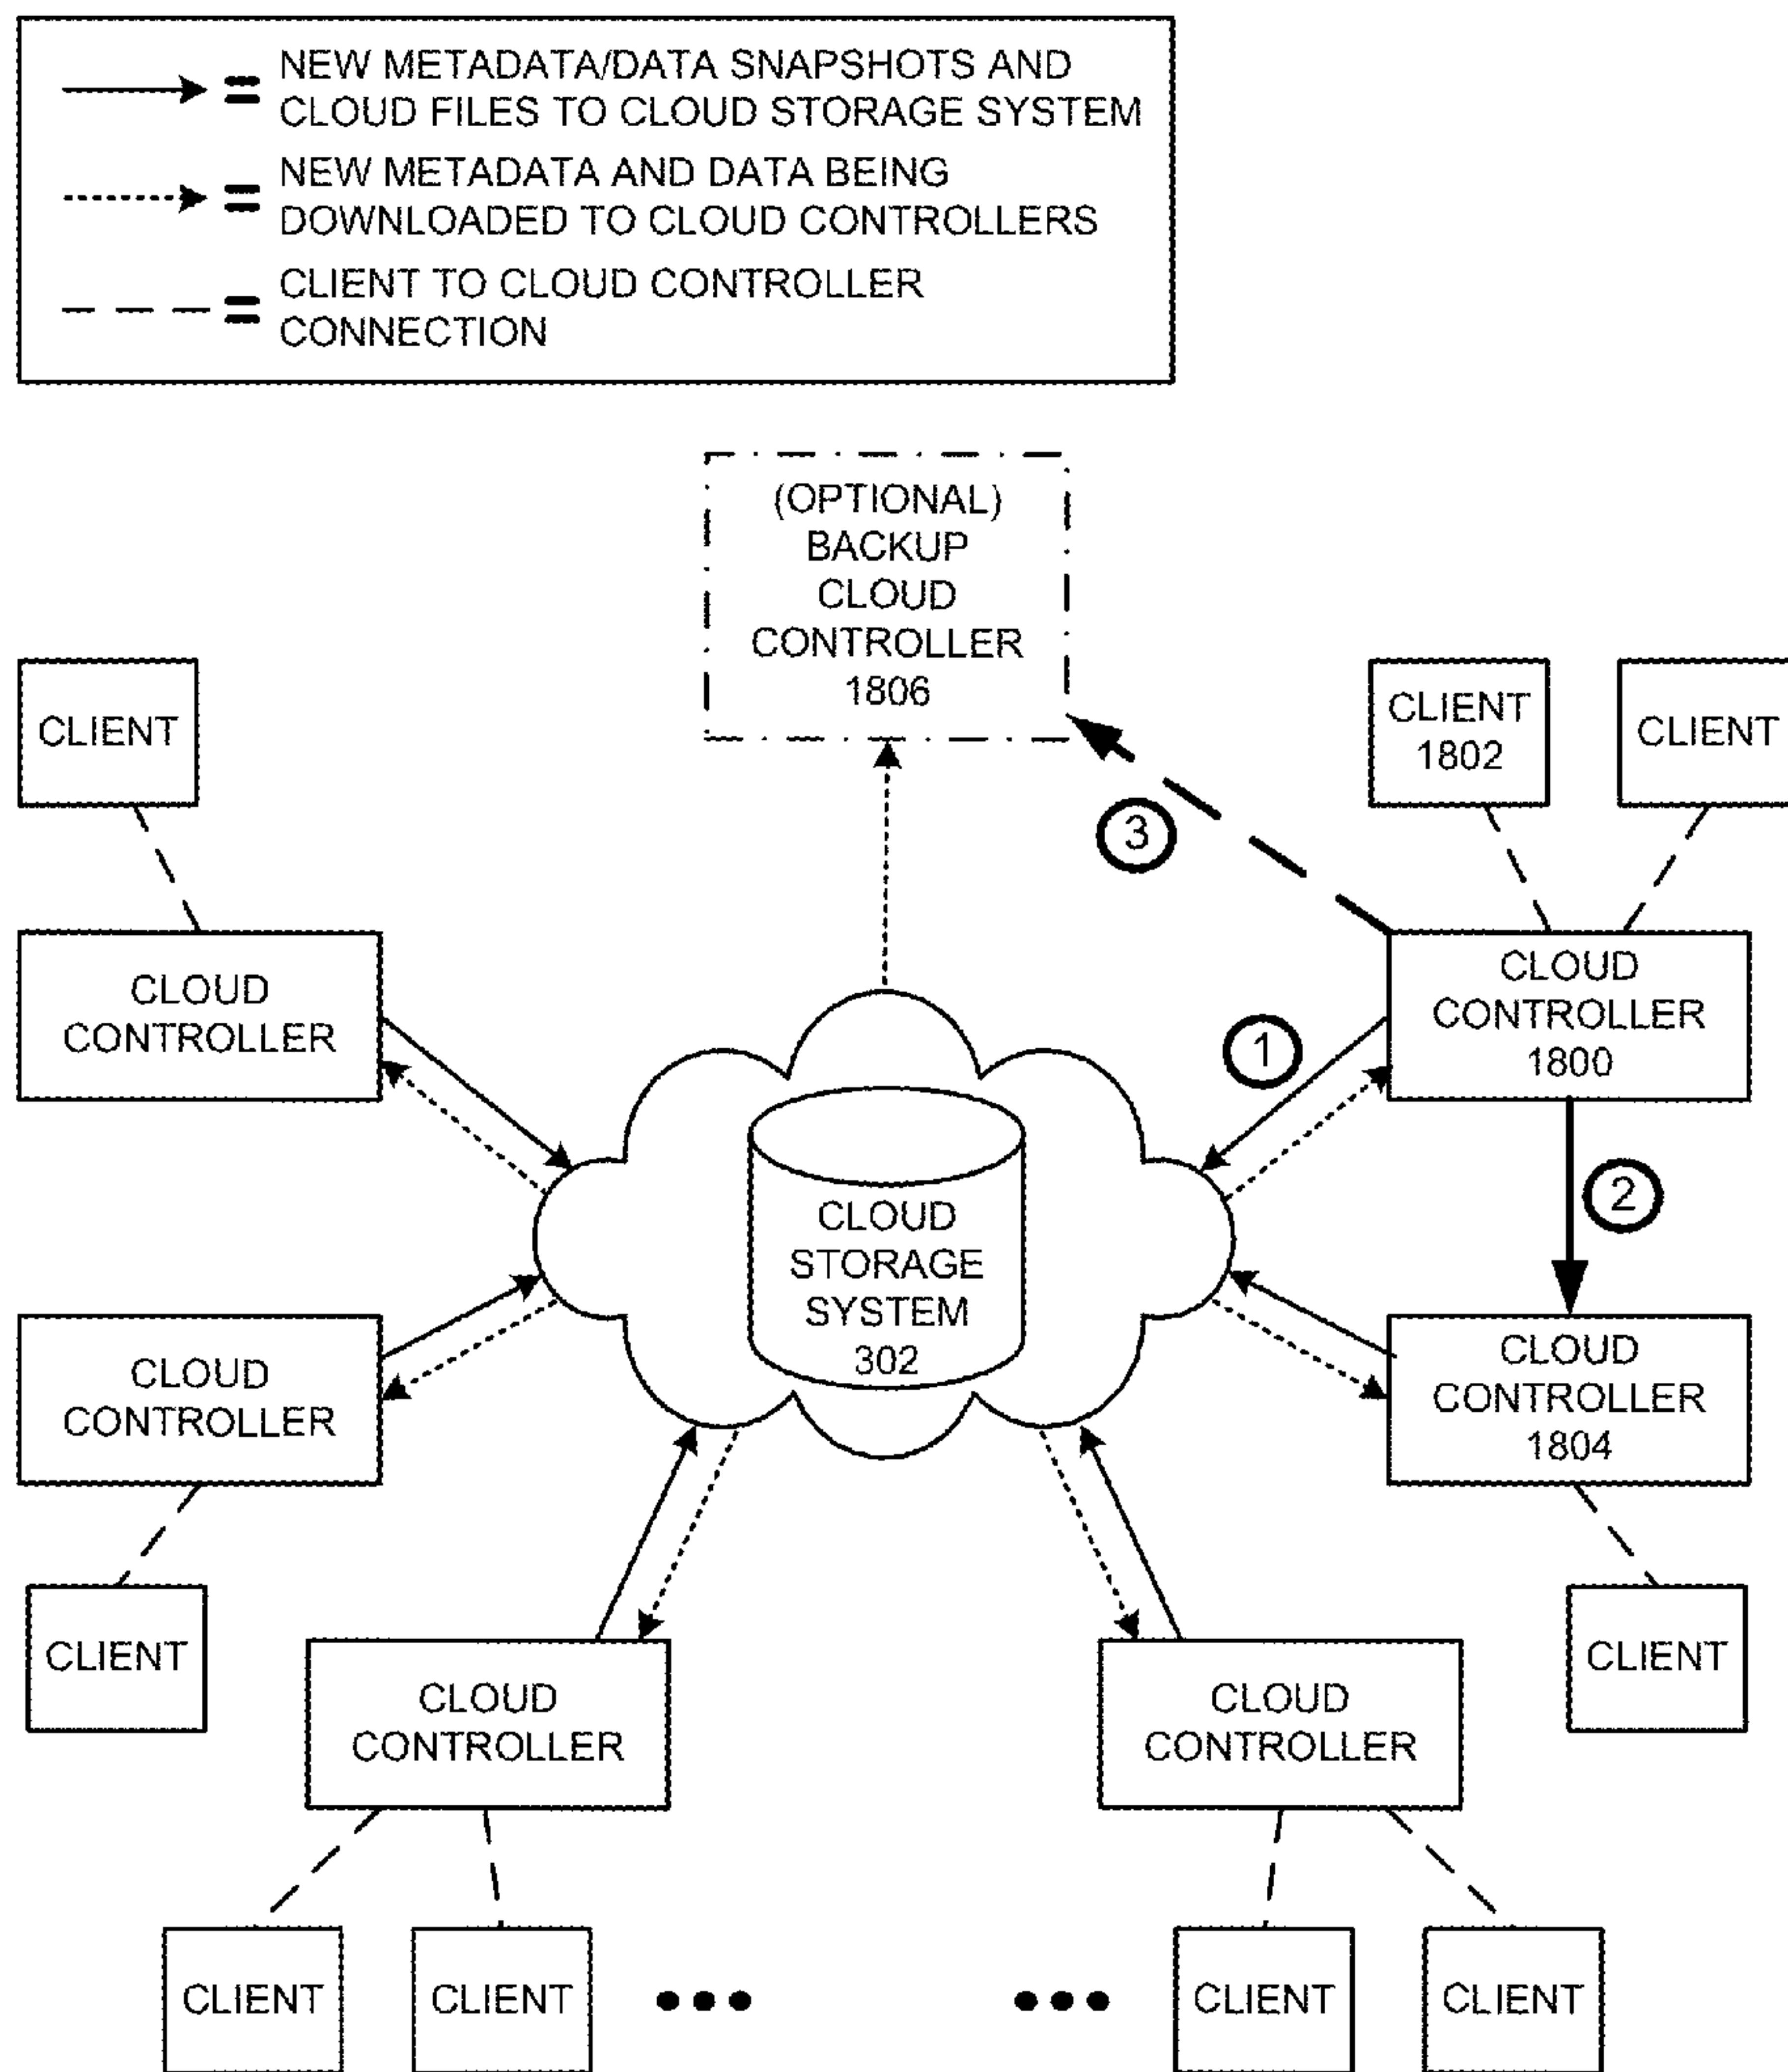 = NEW METADATA/DATA SNAPSHOTS AND
CLOUD FILES TO CLOUD STORAGE SYSTEM
= NEW METADATA AND DATA BEING
DOWNLOADED TO CLOUD CONTROLLERS
= CLIENT TO CLOUD CONTROLLER
CONNECTION
(OPTIONAL)
BACKUP
CLOUD
CONTROLLER
1806
CLIENT
CLIENT
1802
CLIENT
3
CLOUD
CONTROLLER
CLOUD
CONTROLLER
1800
1
2
CLOUD
STORAGE
SYSTEM
302
CLOUD
CONTROLLER
CLOUD
CONTROLLER
1804
CLIENT
CLIENT
CLOUD
CONTROLLER
CLOUD
CONTROLLER
CLIENT
CLIENT
•••
•••
CLIENT
CLIENT